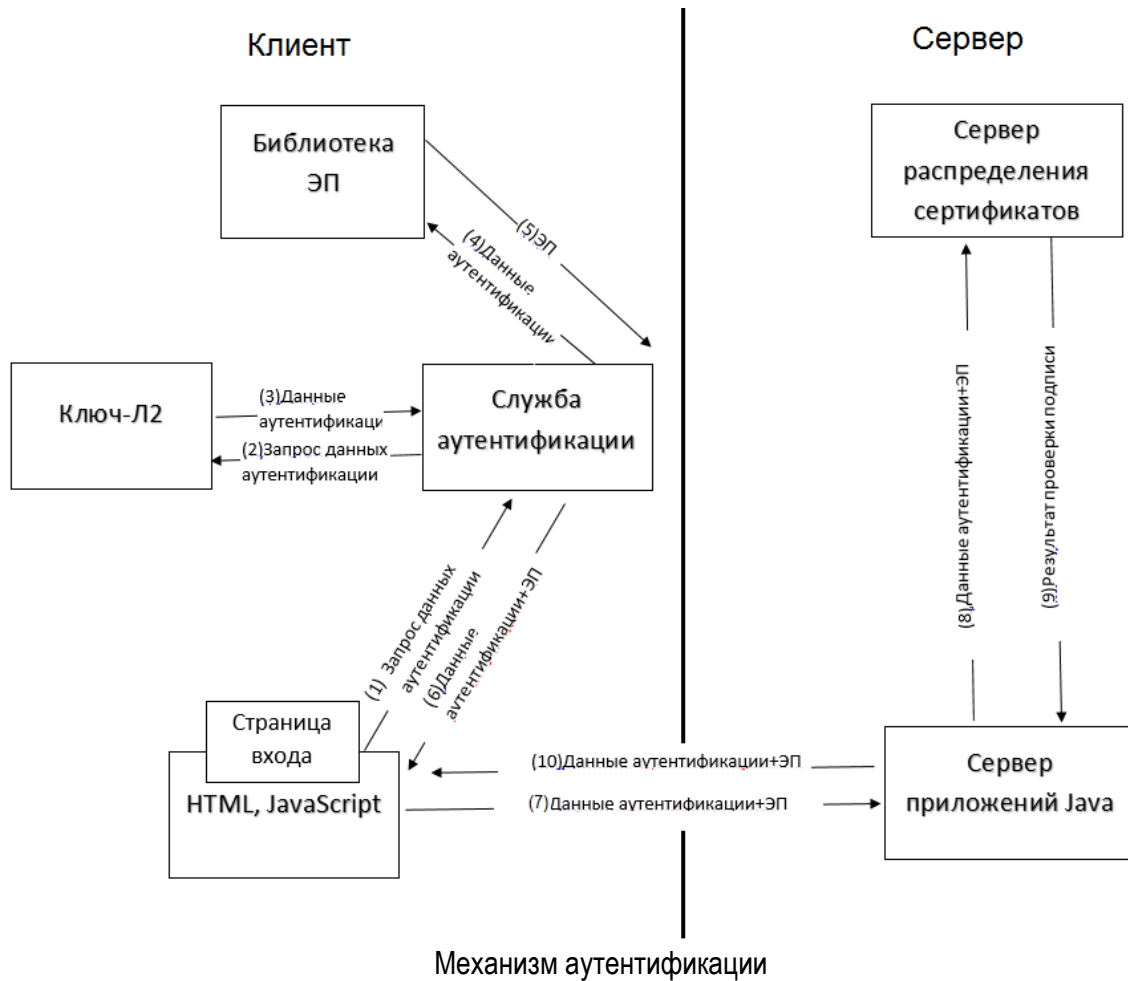 Клиент
Сервер
Библиотека
ЭП
Сервер
распределения
сертификатов
(5)ЭП
(4)Данные
аутентификации
Ключ-Л2
(3)Данные
аутентификаци
(2)Запрос данных
аутентификации
Служба
аутентификации
(8)Данные аутентификации+ЭП
(9)Результат проверки подписи
(1) Запрос данных
аутентификации
(6)Данные
аутентификации+ЭП
Страница
входа
HTML, JavaScript
(10)Данные аутентификации+ЭП
(7)Данные аутентификации+ЭП
Сервер
приложений Java
Механизм аутентификации